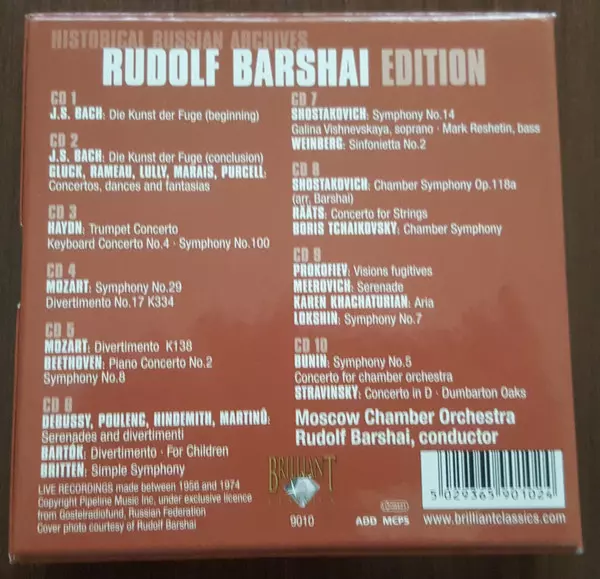 HISTORICAL RUSSIAN ARCHIVES
RUDOLF BARSHAI EDITION
CD 1
J.S. BACH: Die Kunst der Fuge (beginning)
CD 2
J.S. BACH: Die Kunst der Fuge (conclusion)
GLUCK, RAMEAU, LULLY, MARAIS, PURCELL:
Concertos, dances and fantasias
CD 3
HAYDN: Trumpet Concerto
Keyboard Concerto No.4 · Symphony No.100
CD 4
MOZART: Symphony No.29
Divertimento No.17 K334
CD 5
MOZART: Divertimento K138
BEETHOVEN: Piano Concerto No.2
Symphony No.8
CD 6
DEBUSSY, POULENC, HINDEMITH, MARTINŮ:
Serenades and divertimenti
BARTÓK: Divertimento · For Children
BRITTEN: Simple Symphony
LIVE RECORDINGS made between 1956 and 1974
Copyright Pipeline Music Inc, under exclusive licence
from Gostelradiofund, Russian Federation
Cover photo courtesy of Rudolf Barshai
CD 7
SHOSTAKOVICH: Symphony No.14
Galina Vishnevskaya, soprano · Mark Reshetin, bass
WEINBERG: Sinfonietta No.2
CD 8
SHOSTAKOVICH: Chamber Symphony Op.118a
(arr. Barshai)
RÄÄTS: Concerto for Strings
BORIS TCHAIKOVSKY: Chamber Symphony
CD 9
PROKOFIEV: Visions fugitives
MEEROVICH: Serenade
KAREN KHACHATURIAN: Aria
LOKSHIN: Symphony No.7
CD 10
BUNIN: Symphony No.5
Concerto for chamber orchestra
STRAVINSKY: Concerto in D · Dumbarton Oaks
Moscow Chamber Orchestra
Rudolf Barshai, conductor
BRILLIANT
CLASSICS
9010
ADD MCPS
5 029365 901024
www.brilliantclassics.com